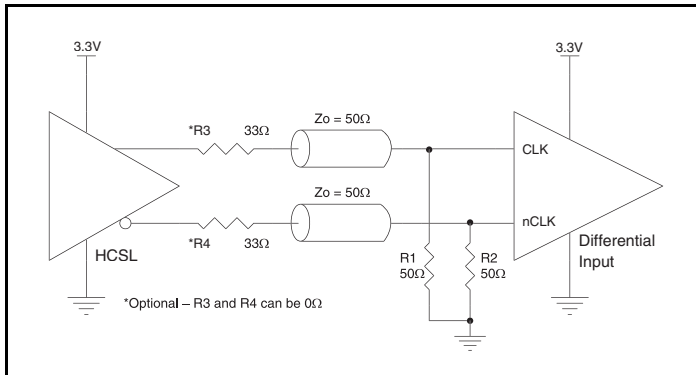 3.3V
3.3V
*R3 33Ω
Zo = 50Ω
CLK
Zo = 50Ω
nCLK
*R4 33Ω
HCSL
R1
50Ω
R2
50Ω
Differential
Input
*Optional – R3 and R4 can be 0Ω